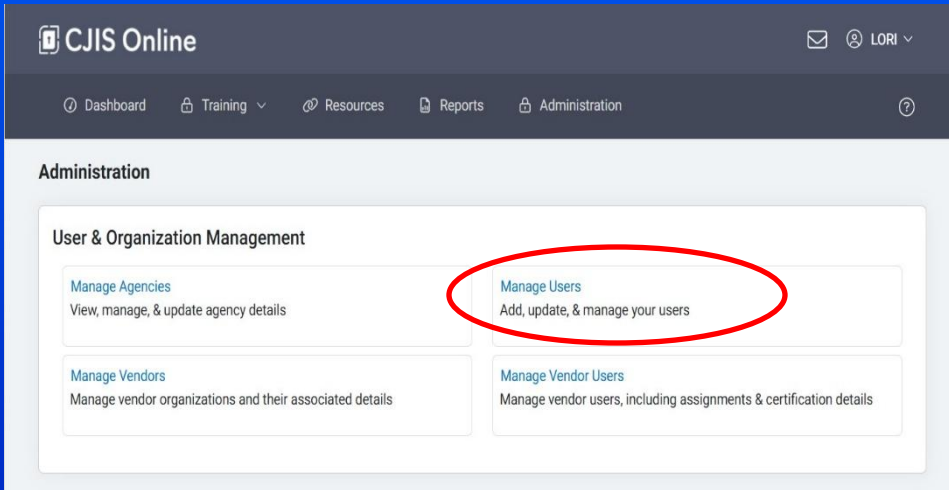 CJIS Online
LORI
Dashboard
Training
Resources
Reports
Administration
Administration
User & Organization Management
Manage Agencies
View, manage, & update agency details
Manage Users
Add, update, & manage your users
Manage Vendors
Manage vendor organizations and their associated details
Manage Vendor Users
Manage vendor users, including assignments & certification details